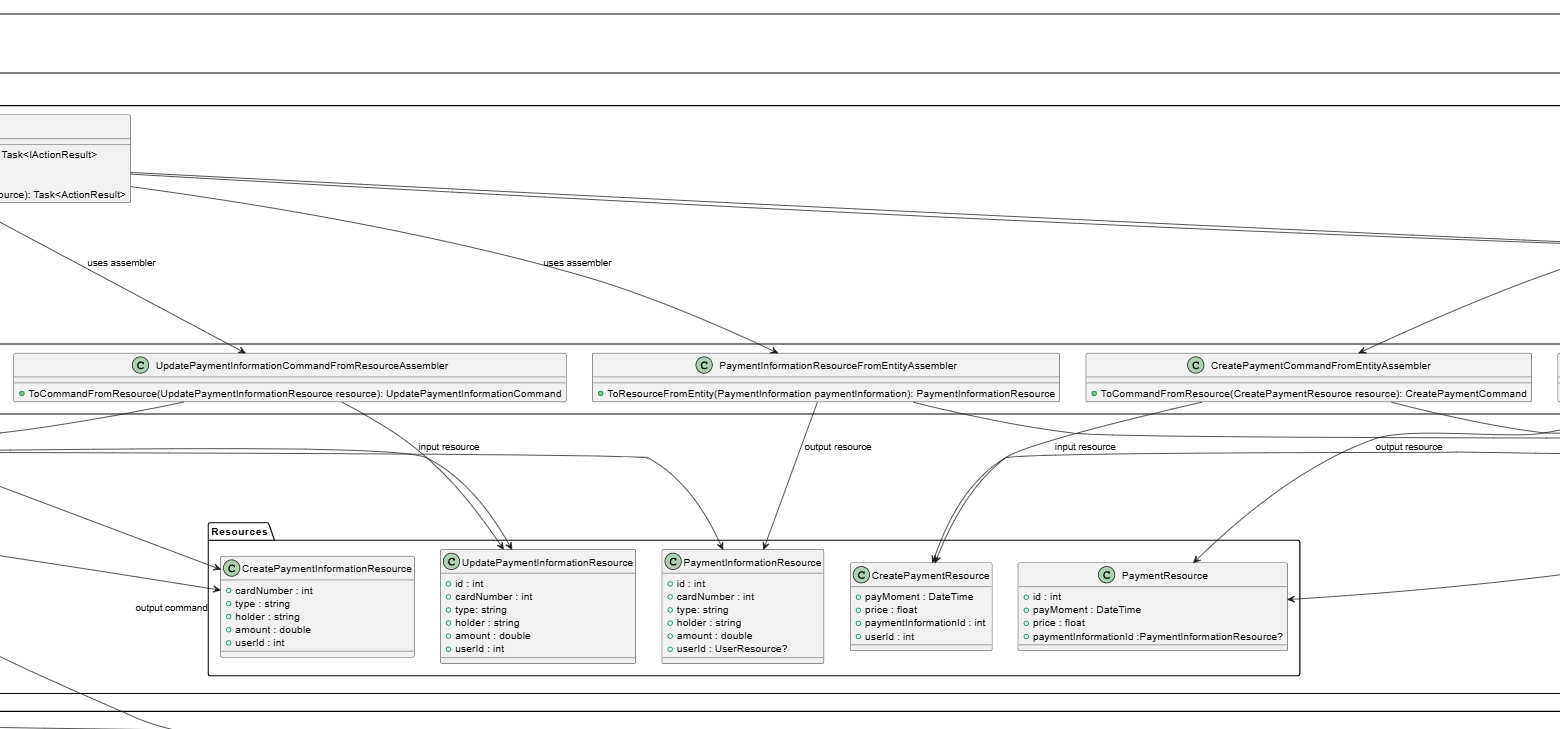 Task<IActionResult>
ource): Task<ActionResult>
uses assembler
uses assembler
C UpdatePaymentInformationCommandFromResourceAssembler
ToCommandFromResource(UpdatePaymentInformationResource resource): UpdatePaymentInformationCommand
C PaymentInformationResourceFromEntityAssembler
ToResourceFromEntity(PaymentInformation paymentInformation): PaymentInformationResource
C CreatePaymentCommandFromEntityAssembler
ToCommandFromResource(CreatePaymentResource resource): CreatePaymentCommand
input resource
output resource
input resource
output resource
Resources
C CreatePaymentInformationResource
cardNumber : int
type : string
holder : string
amount : double
userId : int
output command
C UpdatePaymentInformationResource
id : int
cardNumber : int
type: string
holder : string
amount : double
userId : int
C PaymentInformationResource
id : int
cardNumber : int
type: string
holder : string
amount : double
userId : UserResource?
C CreatePaymentResource
payMoment : DateTime
price : float
paymentinformationId : int
userId : int
C PaymentResource
id : int
payMoment : DateTime
price : float
paymentinformationId :PaymentInformationResource?